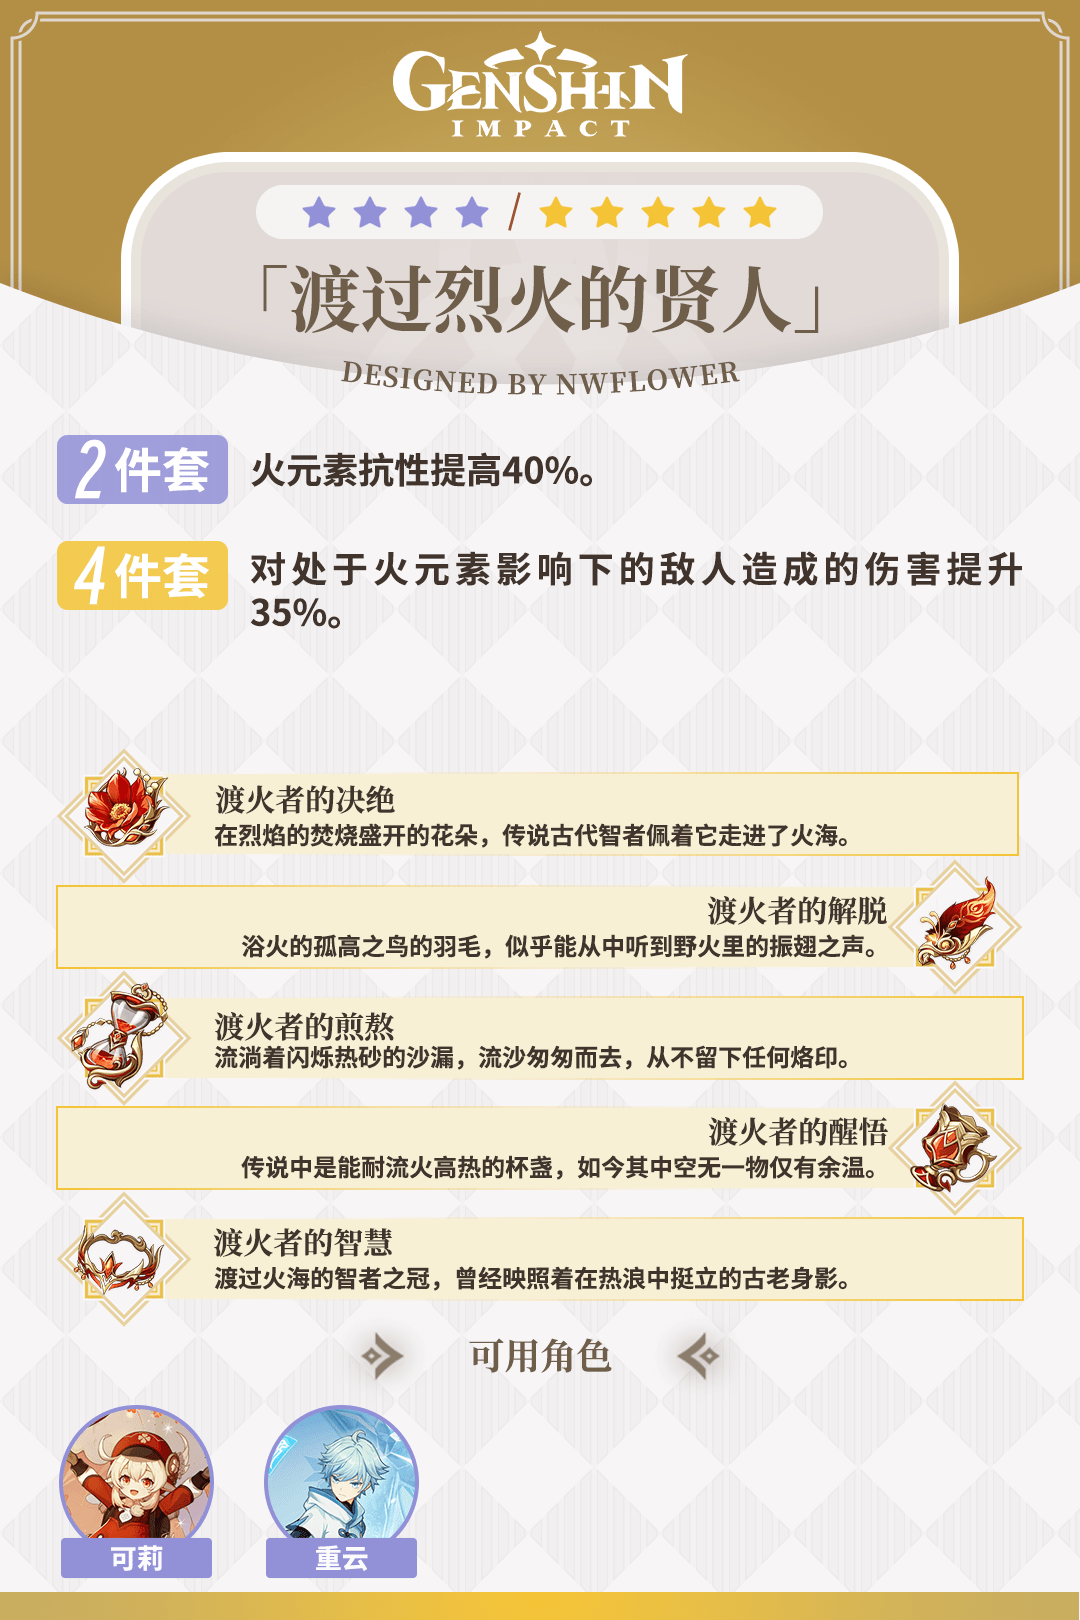 GENSHIN
IMPACT
「渡过烈火的贤人」
DESIGNED BY NWFLOWER
2件套
火元素抗性提高40%。
4件套
对处于火元素影响下的敌人造成的伤害提升
35%。
渡火者的决绝
在烈焰的焚烧盛开的花朵，传说古代智者佩着它走进了火海。
渡火者的解脱
浴火的孤高之鸟的羽毛，似乎能从中听到野火里的振翅之声。
渡火者的煎熬
流淌着闪烁热砂的沙漏，流沙匆匆而去，从不留下任何烙印。
渡火者的醒悟
传说中是能耐流火高热的杯盏，如今其中空无一物仅有余温。
渡火者的智慧
渡过火海的智者之冠，曾经映照着在热浪中挺立的古老身影。
可用角色
可莉
重云